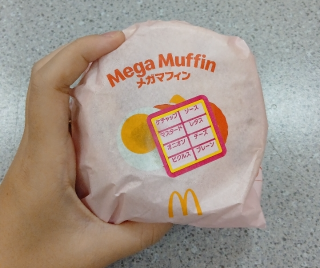 Mega Muffin
メガマフィン
ケチャップ ソース
マスタード レタス
オニオン チーズ
ピクルス プレーン